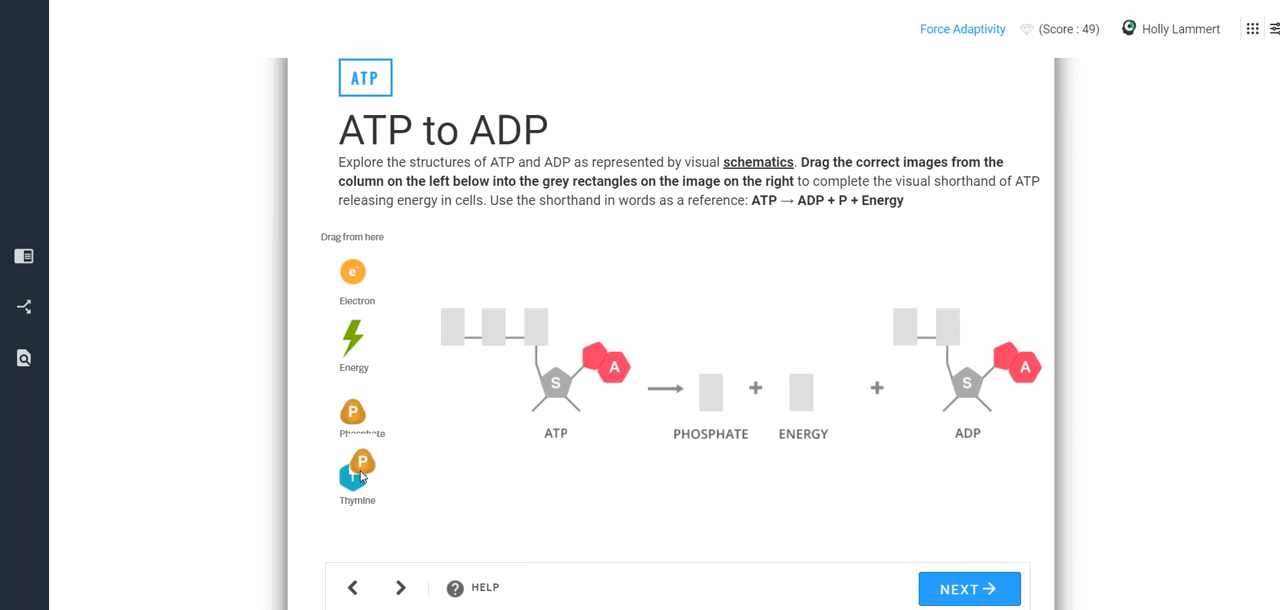 Force Adaptivity (Score : 49) Holly Lammert
ATP
ATP to ADP
Explore the structures of ATP and ADP as represented by visual schematics. Drag the correct images from the
column on the left below into the grey rectangles on the image on the right to complete the visual shorthand of ATP
releasing energy in cells. Use the shorthand in words as a reference: ATP → ADP + P + Energy
Drag from here
e⁻
Electron
Energy
P
Phosphate
P
T
Thymine
S A
ATP
+
PHOSPHATE
ENERGY
+
S A
ADP
? HELP
NEXT →